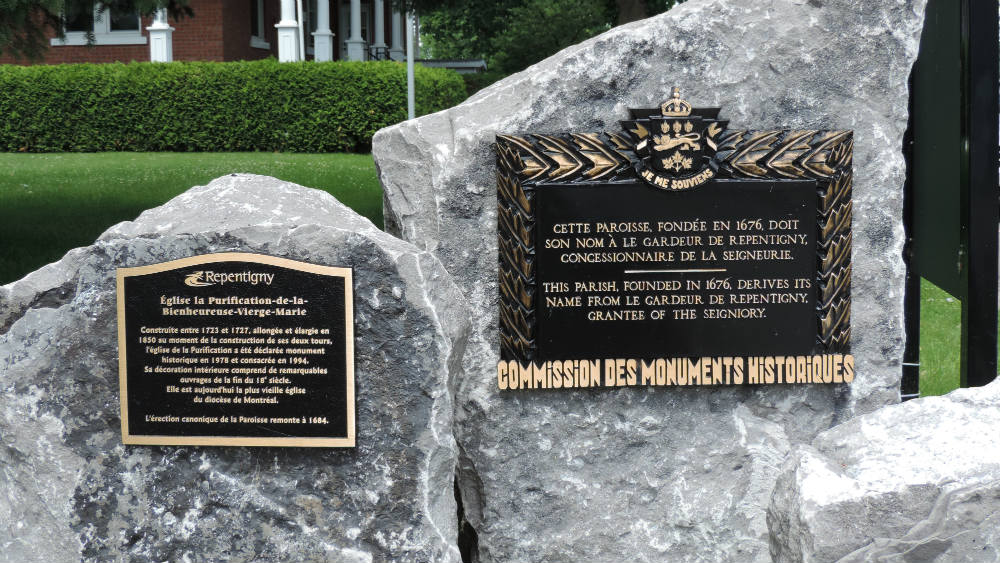 Repentigny
Église la Purification-de-la-
Bienheureuse-Vierge-Marie
Construite entre 1723 et 1727, allongée et élargie en
1850 au moment de la construction de ses deux tours,
l'église de la Purification a été déclarée monument
historique en 1978 et consacrée en 1994.
Sa décoration intérieure comprend de remarquables
ouvrages de la fin du 18e siècle.
Elle est aujourd'hui la plus vieille église
du diocèse de Montréal.
L'érection canonique de la Paroisse remonte à 1684.
JE ME SOUVIENS
CETTE PAROISSE, FONDÉE EN 1676, DOIT
SON NOM À LE GARDEUR DE REPENTIGNY,
CONCESSIONNAIRE DE LA SEIGNEURIE.
THIS PARISH, FOUNDED IN 1676, DERIVES ITS
NAME FROM LE GARDEUR DE REPENTIGNY,
GRANTEE OF THE SEIGNIORY.
COMMISSION DES MONUMENTS HISTORIQUES